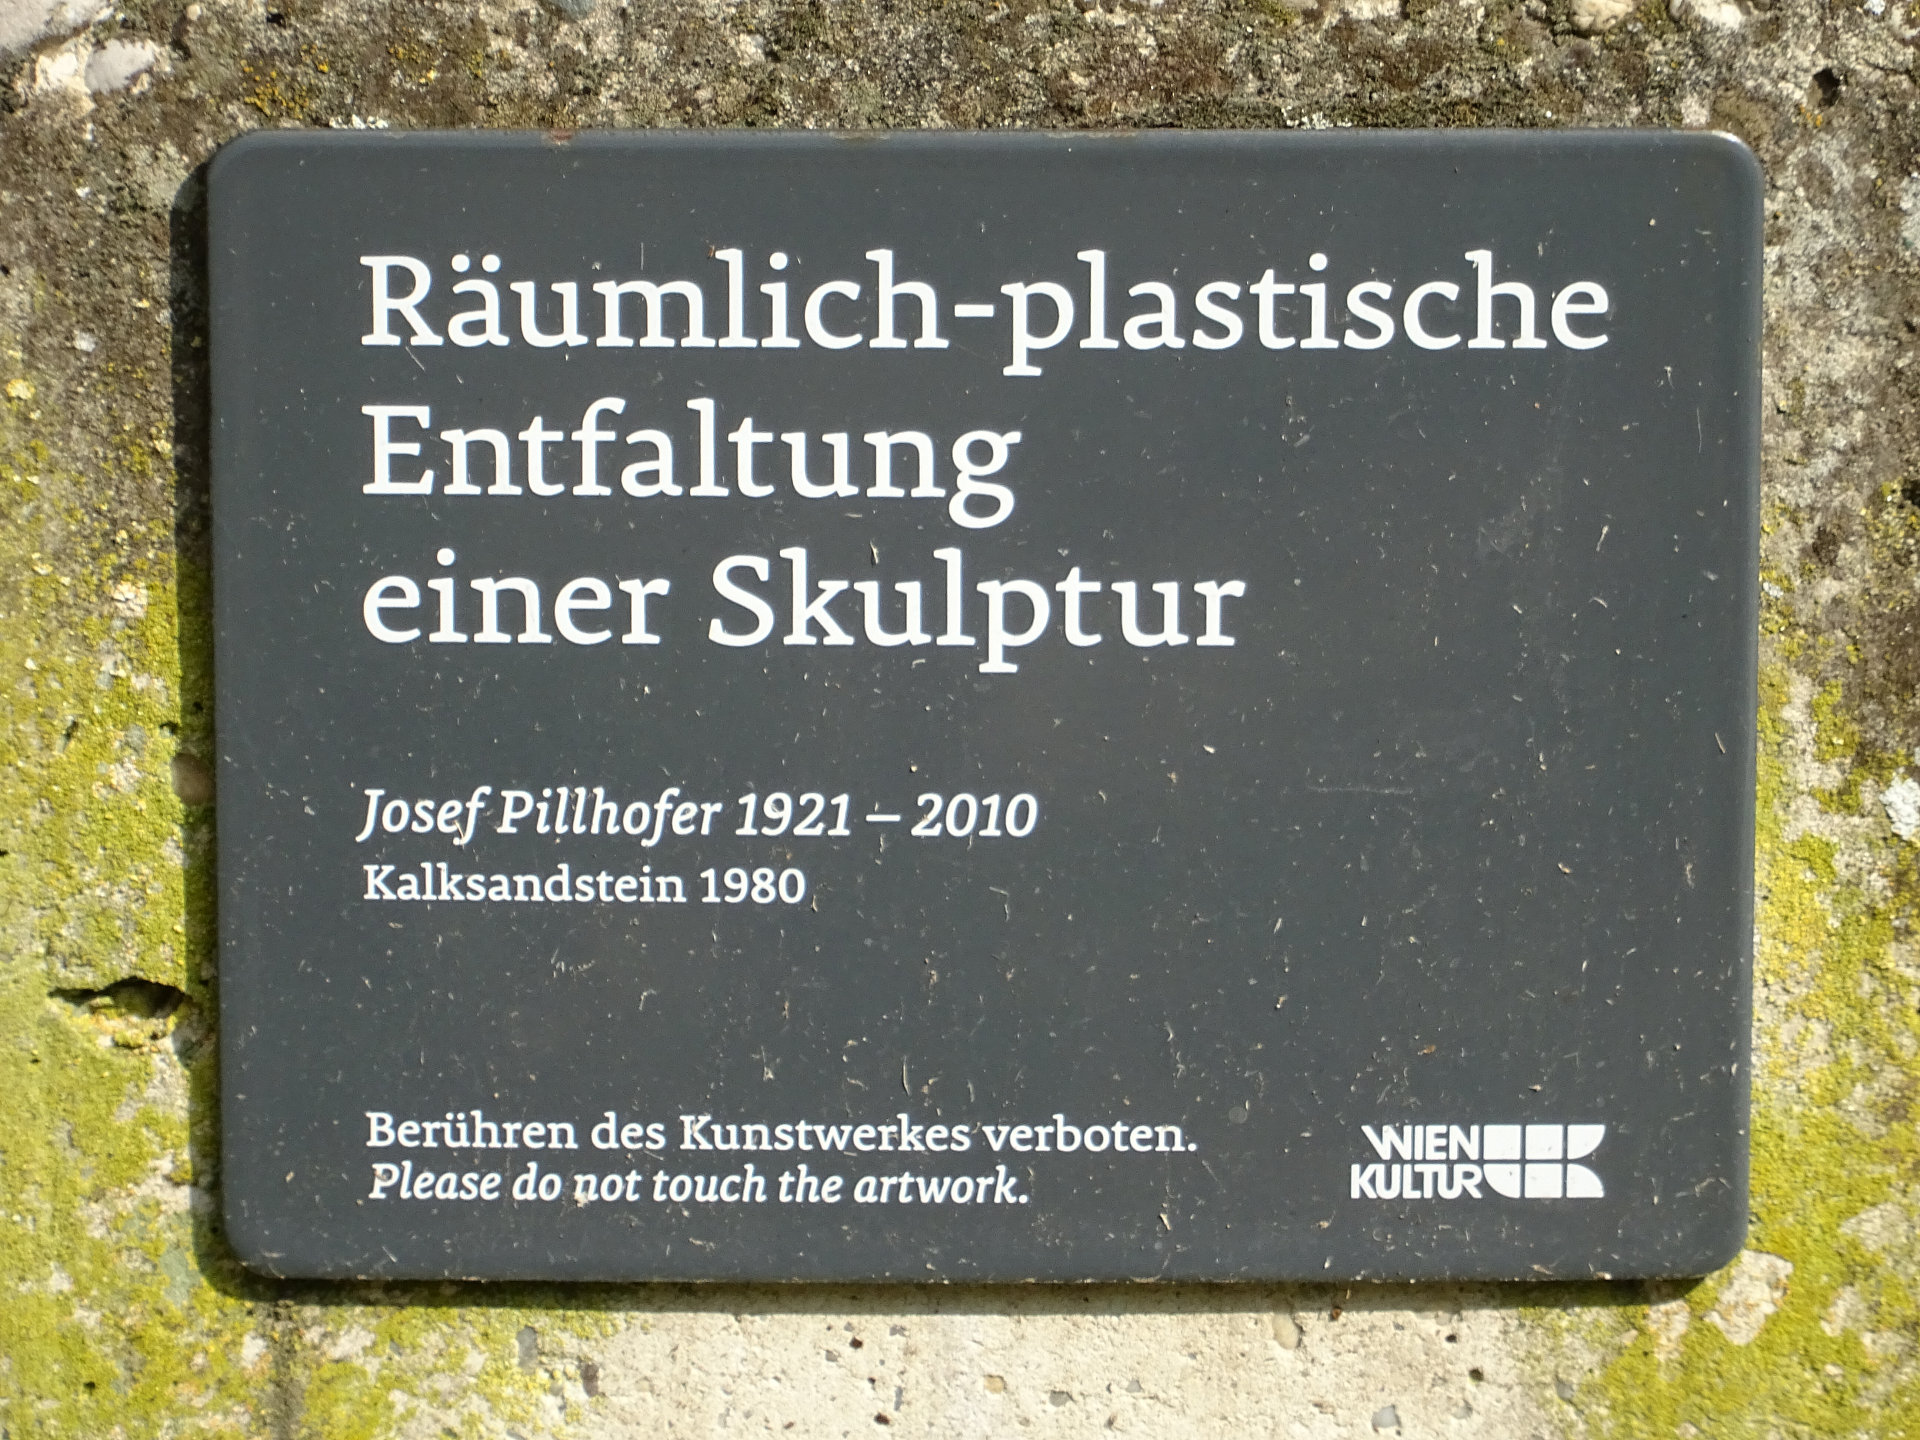 Räumlich-plastische
Entfaltung
einer Skulptur
Josef Pillhofer 1921 – 2010
Kalksandstein 1980
Berühren des Kunstwerkes verboten.
Please do not touch the artwork.
WIEN
KULTUR